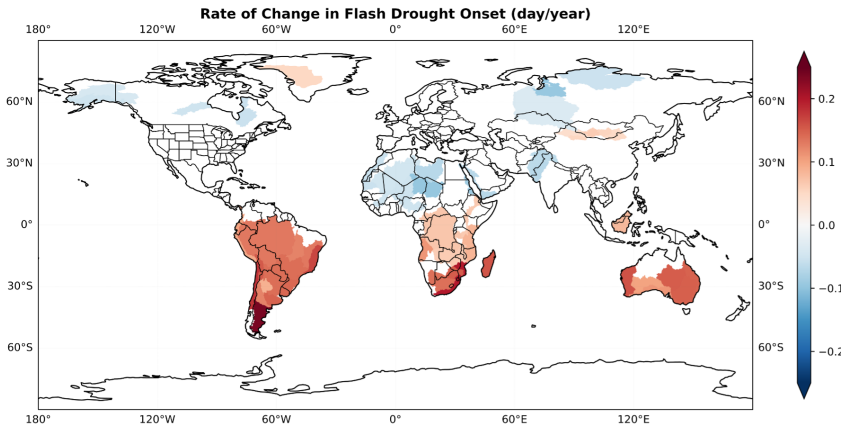 Rate of Change in Flash Drought Onset (day/year)
180° 120°W 60°W 0° 60°E 120°E
60°N 60°N 0.2
30°N 30°N 0.1
0° 0° 0.0
30°S 30°S −0.1
60°S 60°S −0.2
180° 120°W 60°W 0° 60°E 120°E